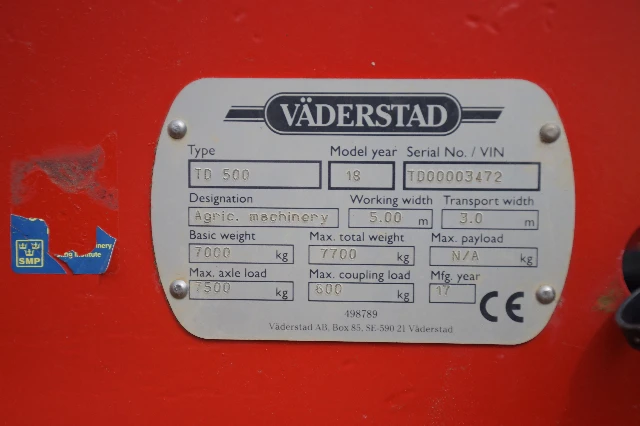 VÄDERSTAD
Type Model year Serial No. / VIN
TD 500 18 TD00003472
Designation Working width Transport width
Agric. machinery 5.00 m 3.0 m
Basic weight Max. total weight Max. payload
7000 kg 7700 kg N/A kg
Max. axle load Max. coupling load Mfg. year
7500 kg 600 kg 17 CE
498789
Väderstad AB, Box 85, SE-590 21 Väderstad
SMP
inery
Institute